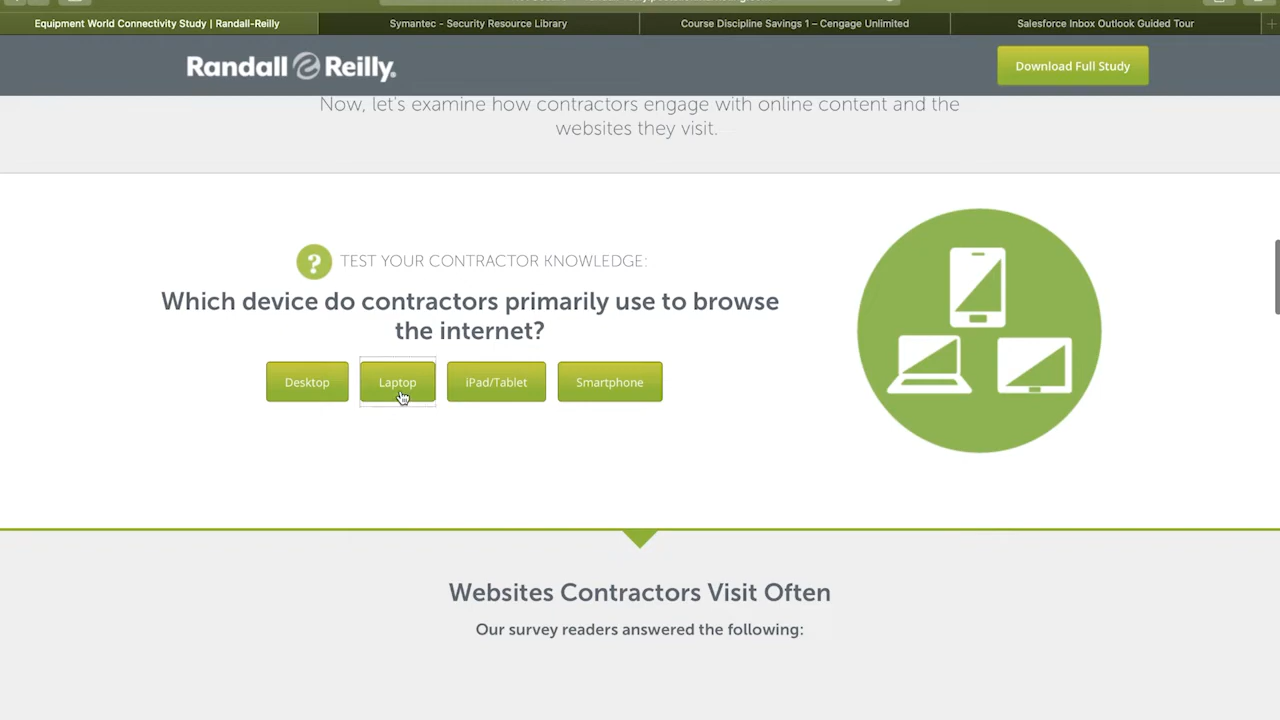 Equipment World Connectivity Study | Randall-Reilly
Symantec - Security Resource Library
Course Discipline Savings 1 – Cengage Unlimited
Salesforce Inbox Outlook Guided Tour
Randall Reilly
Download Full Study
Now, let's examine how contractors engage with online content and the
websites they visit.
? TEST YOUR CONTRACTOR KNOWLEDGE:
Which device do contractors primarily use to browse
the internet?
Desktop
Laptop
iPad/Tablet
Smartphone
Websites Contractors Visit Often
Our survey readers answered the following: